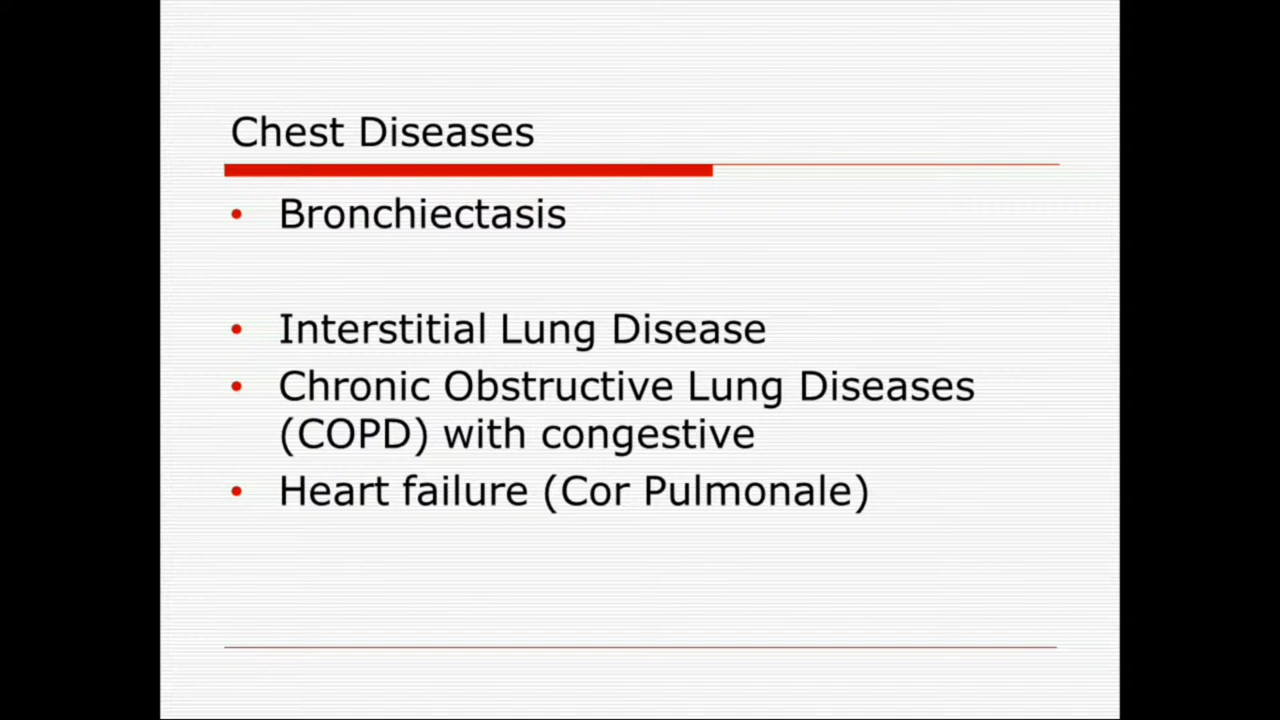 Chest Diseases
• Bronchiectasis
• Interstitial Lung Disease
• Chronic Obstructive Lung Diseases
(COPD) with congestive
• Heart failure (Cor Pulmonale)